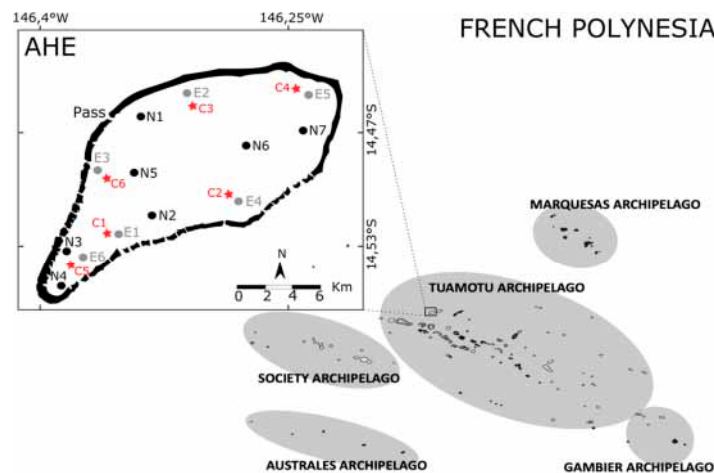 146,4°W
146,25°W
FRENCH POLYNESIA
AHE
E2
C4
E5
C3
Pass
N1
N7
14,47°S
N6
E3
N5
C6
C2
E4
MARQUESAS ARCHIPELAGO
N2
C1
E1
N3
14,53°S
E6
N
C5
N4
Km
0 2 4 6
TUAMOTU ARCHIPELAGO
SOCIETY ARCHIPELAGO
AUSTRALES ARCHIPELAGO
GAMBIER ARCHIPELAGO